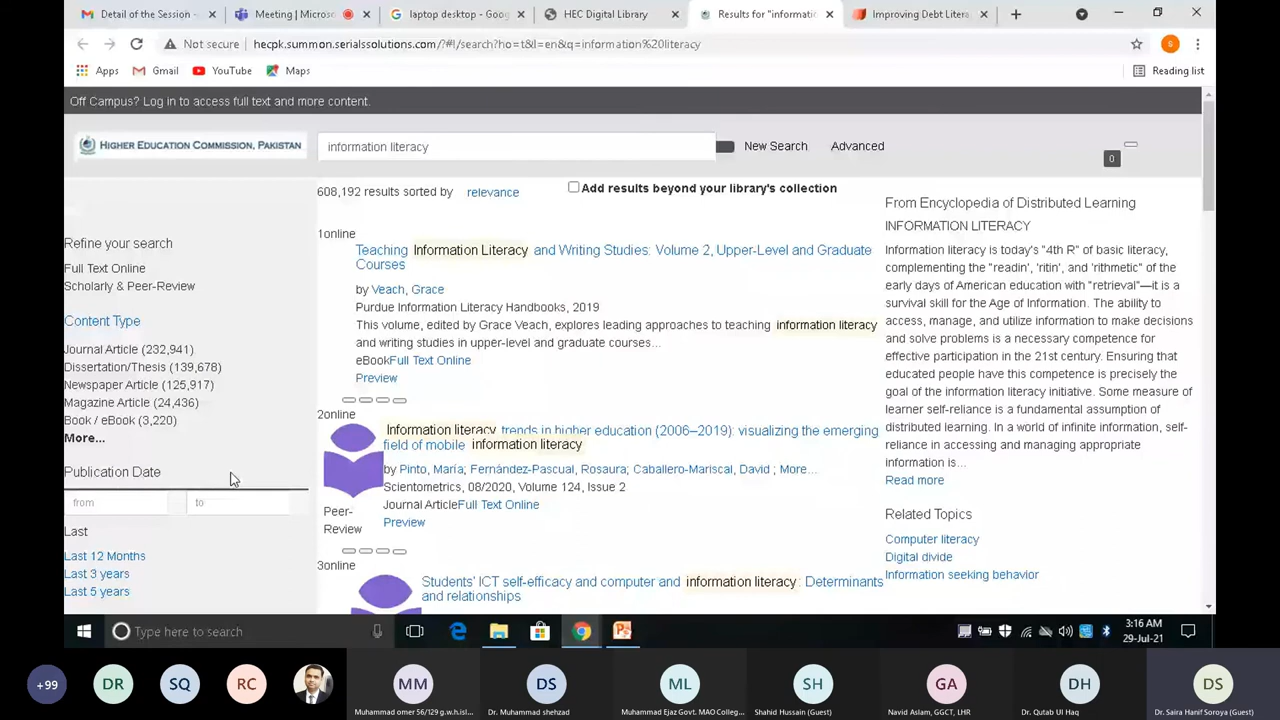 Detail of the Session -
Meeting | Micros
laptop desktop - Goog
HEC Digital Library
Results for "informati
Improving Debt Litera
Not secure
hecpk.summon.serialssolutions.com/?#!/search?ho=t&l=en&q=information%20literacy
Apps
Gmail
YouTube
Maps
Reading list
Off Campus? Log in to access full text and more content.
HIGHER EDUCATION COMMISSION, PAKISTAN
information literacy
New Search
Advanced
0
608,192 results sorted by relevance
Add results beyond your library's collection
Refine your search
Full Text Online
Scholarly & Peer-Review
Content Type
Journal Article (232,941)
Dissertation/Thesis (139,678)
Newspaper Article (125,917)
Magazine Article (24,436)
Book / eBook (3,220)
More...
Publication Date
from
to
Last
Last 12 Months
Last 3 years
Last 5 years
1online
Teaching Information Literacy and Writing Studies: Volume 2, Upper-Level and Graduate
Courses
by Veach, Grace
Purdue Information Literacy Handbooks, 2019
This volume, edited by Grace Veach, explores leading approaches to teaching information literacy
and writing studies in upper-level and graduate courses...
eBookFull Text Online
Preview
2online
Information literacy trends in higher education (2006–2019): visualizing the emerging
field of mobile information literacy
by Pinto, María; Fernández-Pascual, Rosaura; Caballero-Mariscal, David ; More...
Scientometrics, 08/2020, Volume 124, Issue 2
Journal ArticleFull Text Online
Peer-
Review
Preview
3online
Students' ICT self-efficacy and computer and information literacy: Determinants
and relationships
From Encyclopedia of Distributed Learning
INFORMATION LITERACY
Information literacy is today's "4th R" of basic literacy,
complementing the "readin', ritin', and 'rithmetic" of the
early days of American education with "retrieval"—it is a
survival skill for the Age of Information. The ability to
access, manage, and utilize information to make decisions
and solve problems is a necessary competence for
effective participation in the 21st century. Ensuring that
educated people have this competence is precisely the
goal of the information literacy initiative. Some measure of
learner self-reliance is a fundamental assumption of
distributed learning. In a world of infinite information, self-
reliance in accessing and managing appropriate
information is...
Read more
Related Topics
Computer literacy
Digital divide
Information seeking behavior
Type here to search
3:16 AM
29-Jul-21
+99
DR
SQ
RC
MM
Muhammad omer 56/129 g.w.h.isl...
DS
Dr. Muhammad shehzad
ML
Muhammad Ejaz Govt. MAO Colleg...
SH
Shahid Hussain (Guest)
GA
Navid Aslam, GGCT, LHR
DH
Dr. Qutab Ul Haq
DS
Dr. Saira Hanif Soroya (Guest)